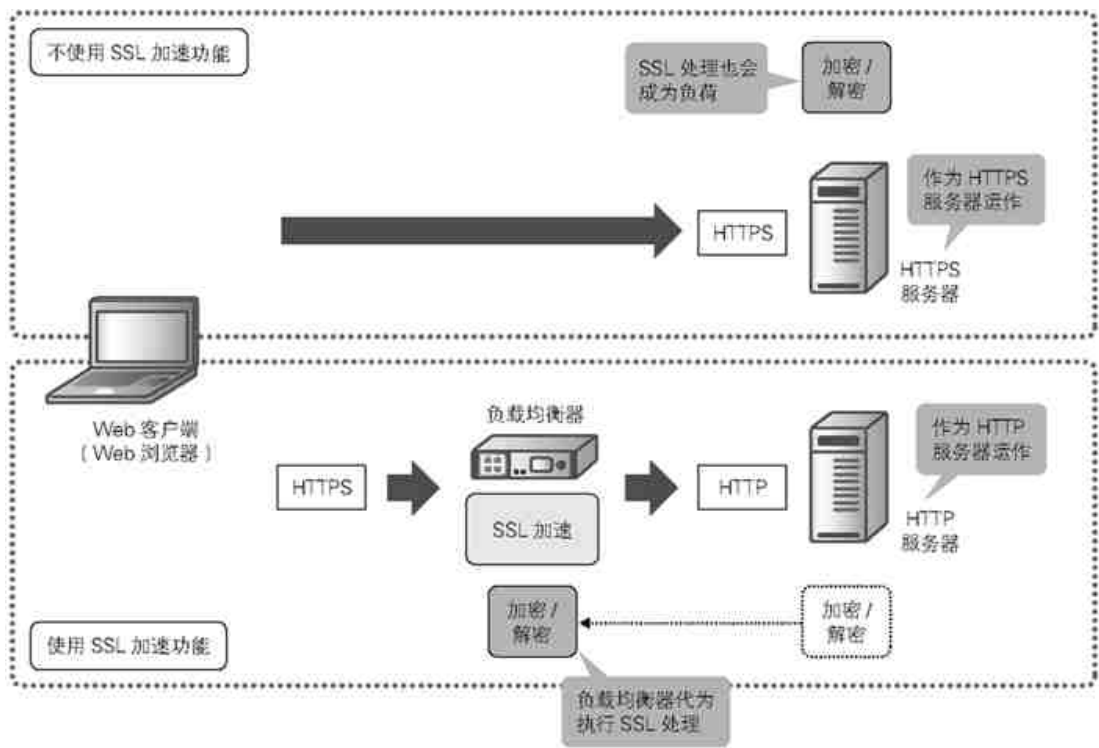 不使用 SSL 加速功能
SSL 处理也会
成为负荷
加密 /
解密
作为 HTTPS
服务器运作
HTTPS
HTTPS
服务器
Web 客户端
( Web 浏览器 )
负载均衡器
作为 HTTP
服务器运作
HTTPS
HTTP
SSL 加速
HTTP
服务器
加密 /
解密
加密 /
解密
使用 SSL 加速功能
负载均衡器代为
执行 SSL 处理